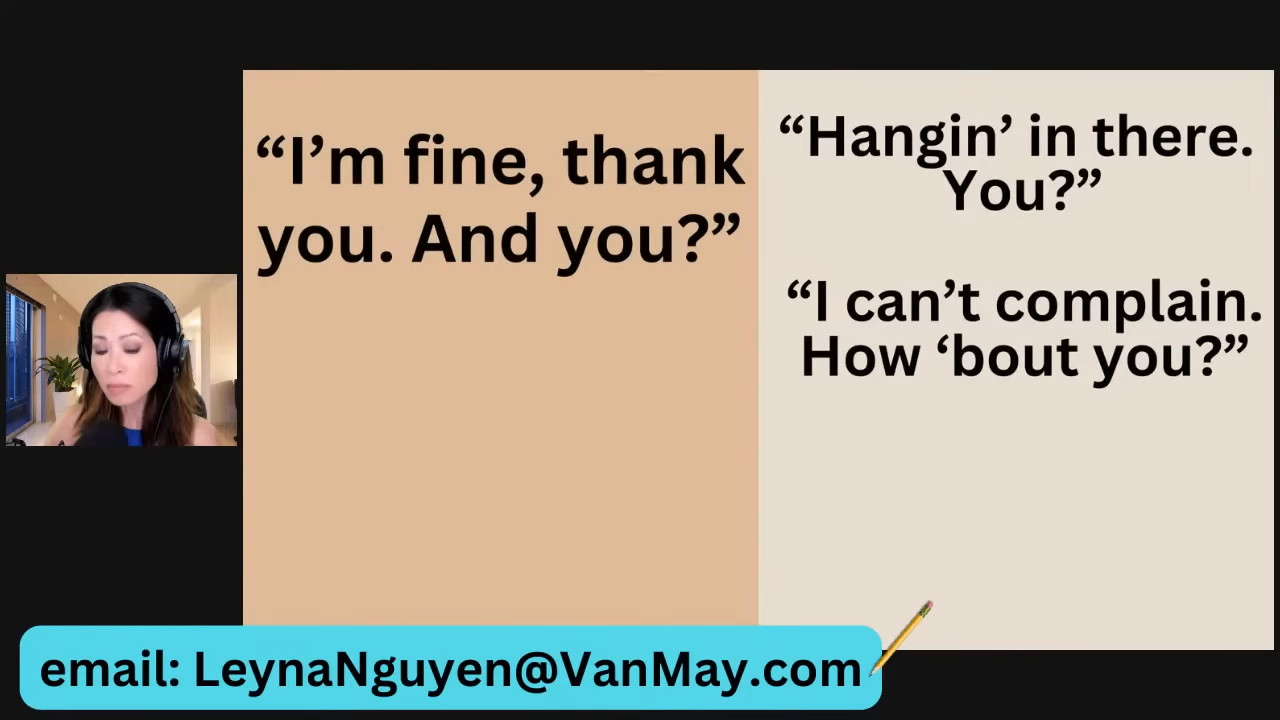 “I’m fine, thank
you. And you?”
“Hangin’ in there.
You?”
“I can’t complain.
How ‘bout you?”
email: LeynaNguyen@VanMay.com